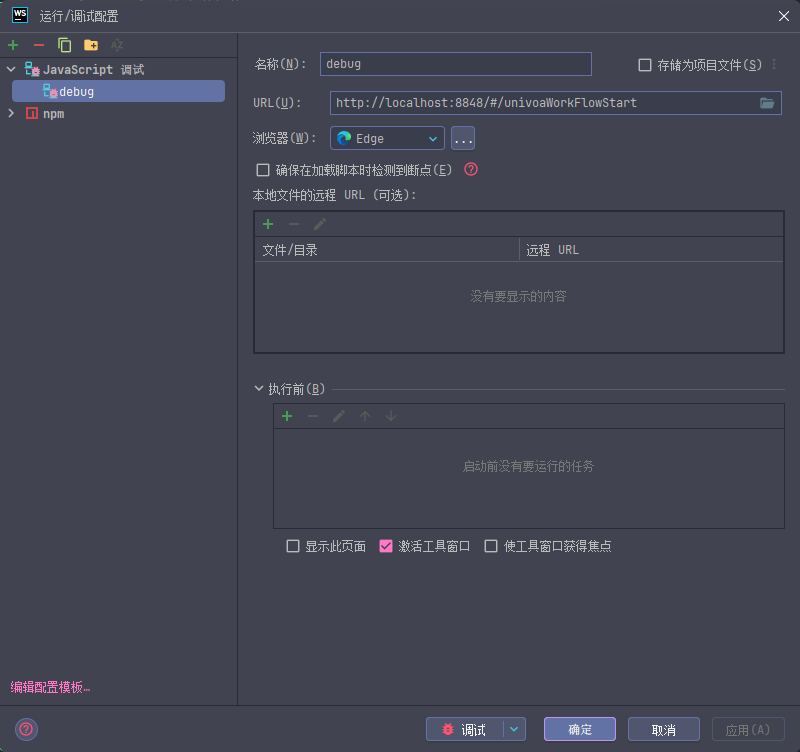 WS 运行/调试配置
AZ
JavaScript 调试
debug
npm
名称(N): debug 存储为项目文件(S)
URL(U): http://localhost:8848/#/univoaWorkFlowStart
浏览器(W): Edge ...
确保在加载脚本时检测到断点(E) ?
本地文件的远程 URL (可选):
文件/目录 远程 URL
没有要显示的内容
执行前(B)
启动前没有要运行的任务
显示此页面 激活工具窗口 使工具窗口获得焦点
编辑配置模板…
? 调试 确定 取消 应用(A)